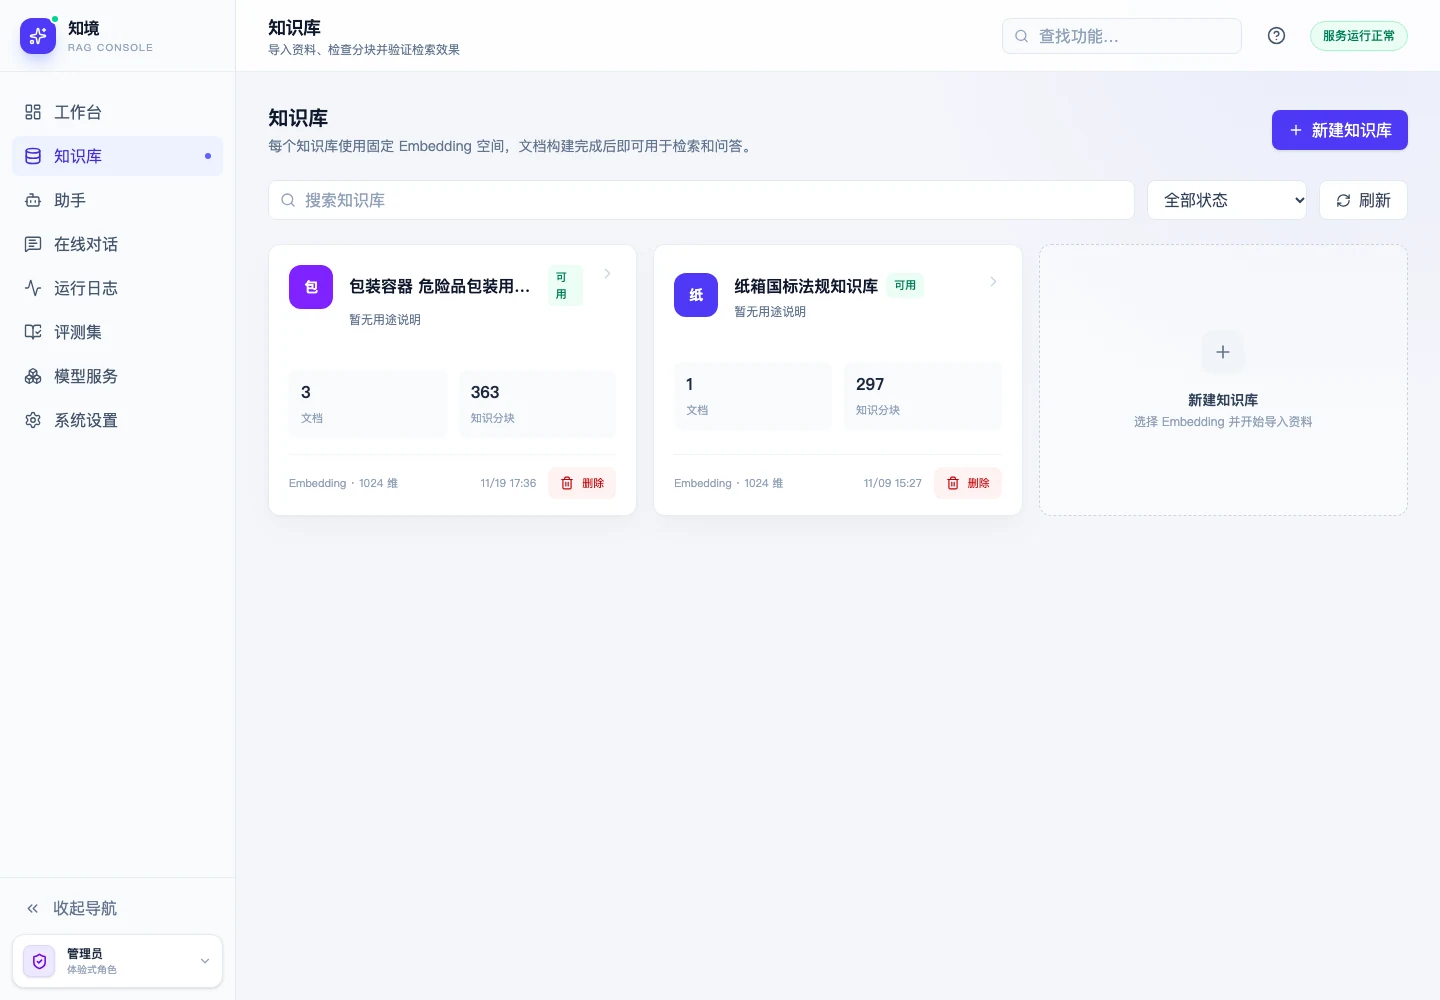 知境
RAG CONSOLE
工作台
知识库
助手
在线对话
运行日志
评测集
模型服务
系统设置
收起导航
管理员
体验式角色
知识库
导入资料、检查分块并验证检索效果
查找功能...
服务运行正常
知识库
每个知识库使用固定 Embedding 空间，文档构建完成后即可用于检索和问答。
新建知识库
搜索知识库
全部状态
刷新
包
包装容器 危险品包装用...
可
用
暂无用途说明
3
文档
363
知识分块
Embedding · 1024 维
11/19 17:36
删除
纸
纸箱国标法规知识库
可用
暂无用途说明
1
文档
297
知识分块
Embedding · 1024 维
11/09 15:27
删除
新建知识库
选择 Embedding 并开始导入资料